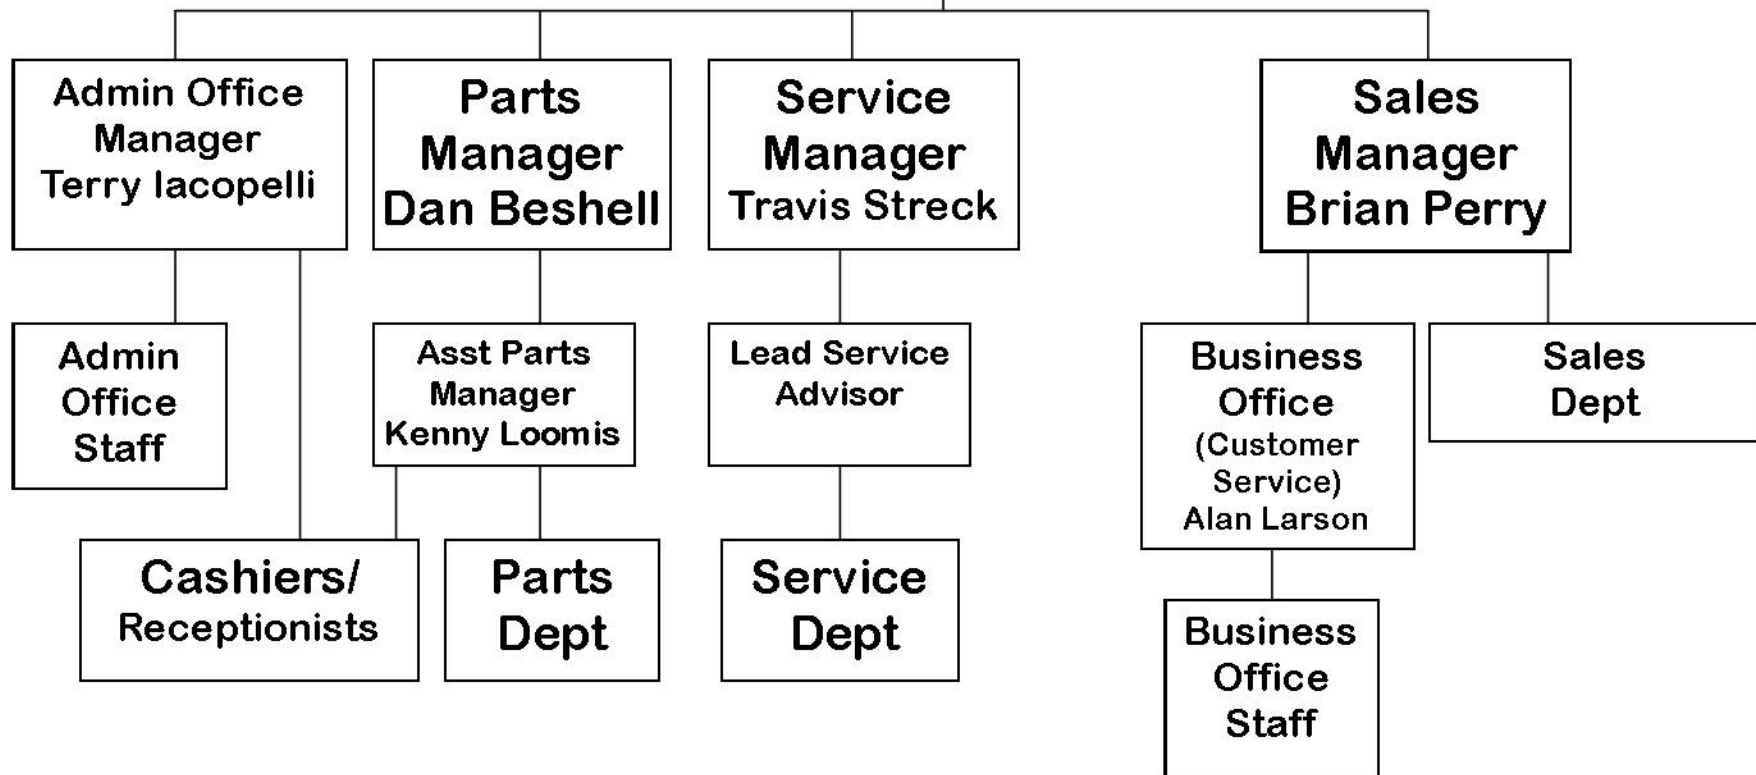 Admin Office
Manager
Terry Iacopelli
Parts
Manager
Dan Beshell
Service
Manager
Travis Streck
Sales
Manager
Brian Perry
Admin
Office
Staff
Asst Parts
Manager
Kenny Loomis
Lead Service
Advisor
Business
Office
(Customer
Service)
Alan Larson
Sales
Dept
Cashiers/
Receptionists
Parts
Dept
Service
Dept
Business
Office
Staff